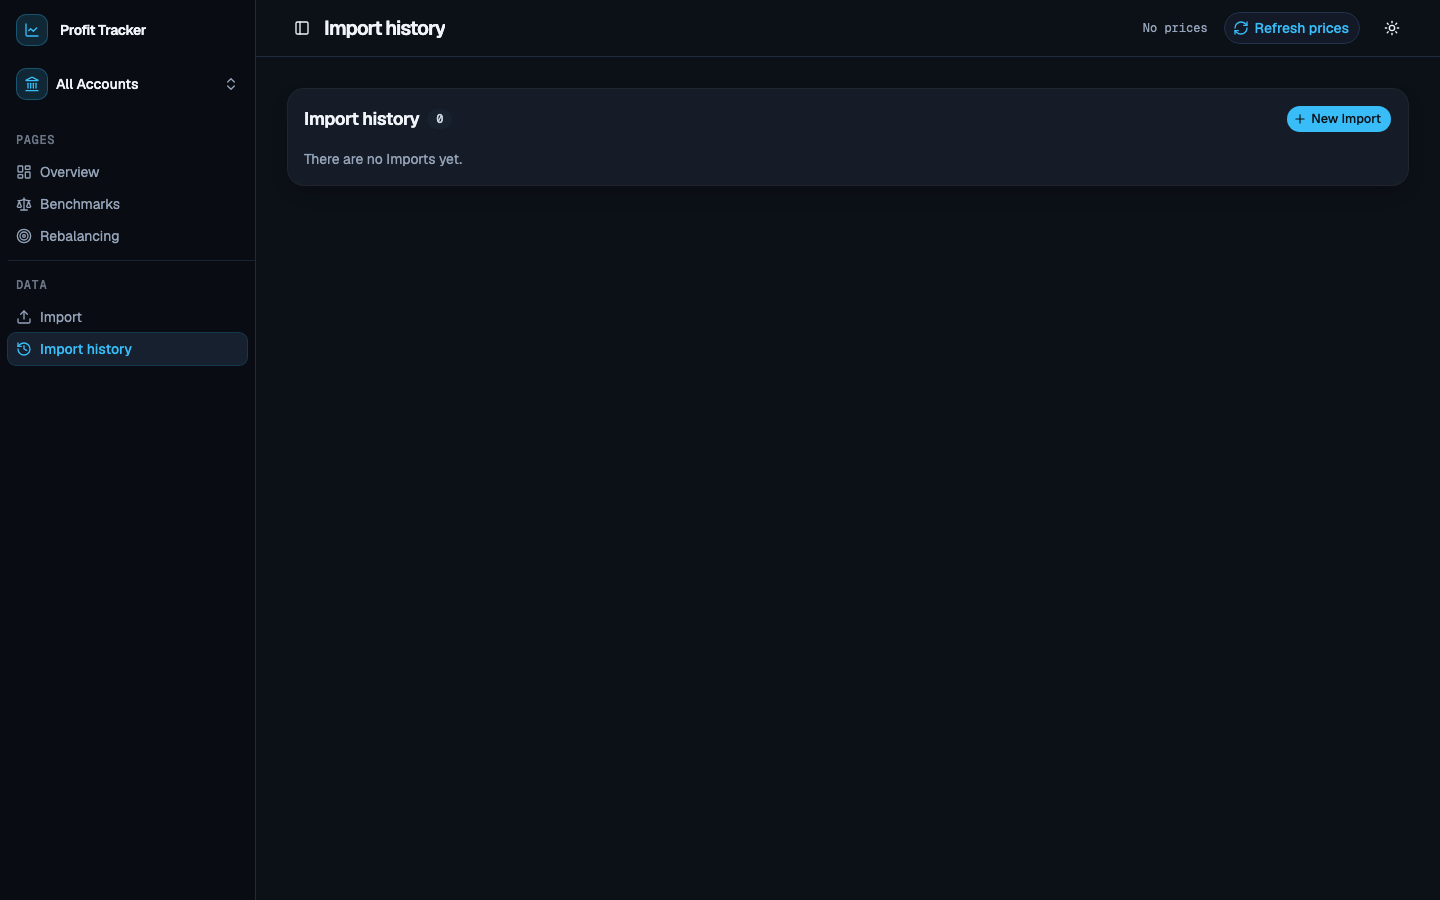 Profit Tracker
All Accounts
PAGES
Overview
Benchmarks
Rebalancing
DATA
Import
Import history
Import history
No prices
Refresh prices
Import history 0
New Import
There are no Imports yet.